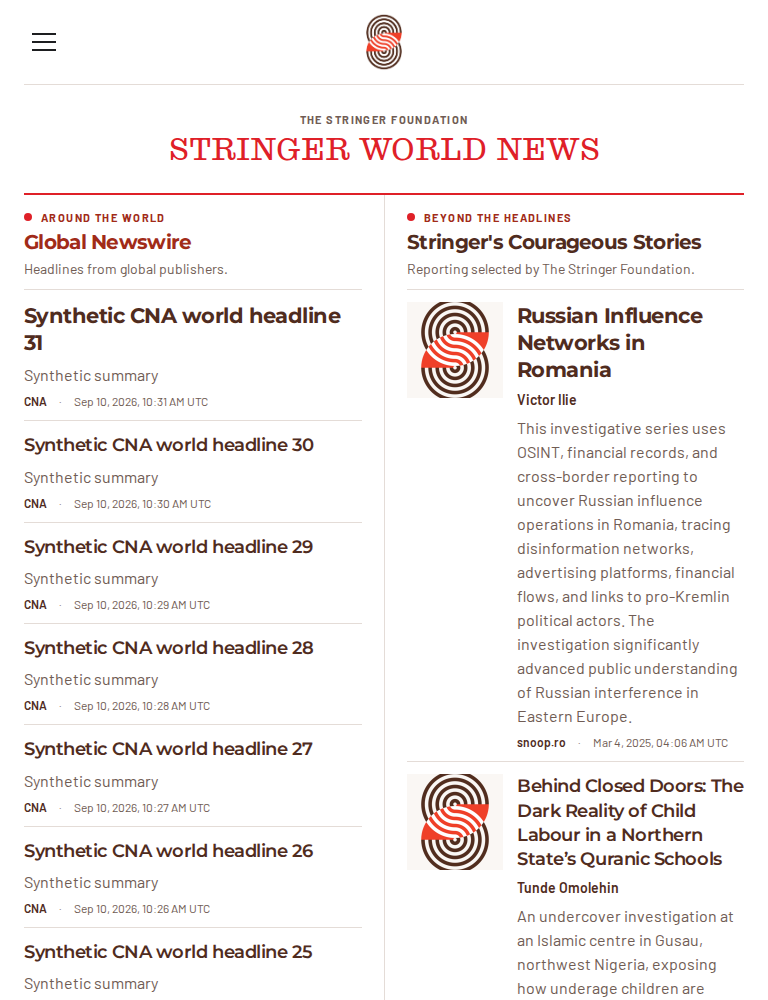 THE STRINGER FOUNDATION
STRINGER WORLD NEWS
AROUND THE WORLD
Global Newswire
Headlines from global publishers.
Synthetic CNA world headline
31
Synthetic summary
CNA · Sep 10, 2026, 10:31 AM UTC
Synthetic CNA world headline 30
Synthetic summary
CNA · Sep 10, 2026, 10:30 AM UTC
Synthetic CNA world headline 29
Synthetic summary
CNA · Sep 10, 2026, 10:29 AM UTC
Synthetic CNA world headline 28
Synthetic summary
CNA · Sep 10, 2026, 10:28 AM UTC
Synthetic CNA world headline 27
Synthetic summary
CNA · Sep 10, 2026, 10:27 AM UTC
Synthetic CNA world headline 26
Synthetic summary
CNA · Sep 10, 2026, 10:26 AM UTC
Synthetic CNA world headline 25
Synthetic summary
BEYOND THE HEADLINES
Stringer's Courageous Stories
Reporting selected by The Stringer Foundation.
Russian Influence
Networks in
Romania
Victor Ilie
This investigative series uses
OSINT, financial records, and
cross-border reporting to
uncover Russian influence
operations in Romania, tracing
disinformation networks,
advertising platforms, financial
flows, and links to pro-Kremlin
political actors. The
investigation significantly
advanced public understanding
of Russian interference in
Eastern Europe.
snoop.ro · Mar 4, 2025, 04:06 AM UTC
Behind Closed Doors: The
Dark Reality of Child
Labour in a Northern
State’s Quranic Schools
Tunde Omolehin
An undercover investigation at
an Islamic centre in Gusau,
northwest Nigeria, exposing
how underage children are